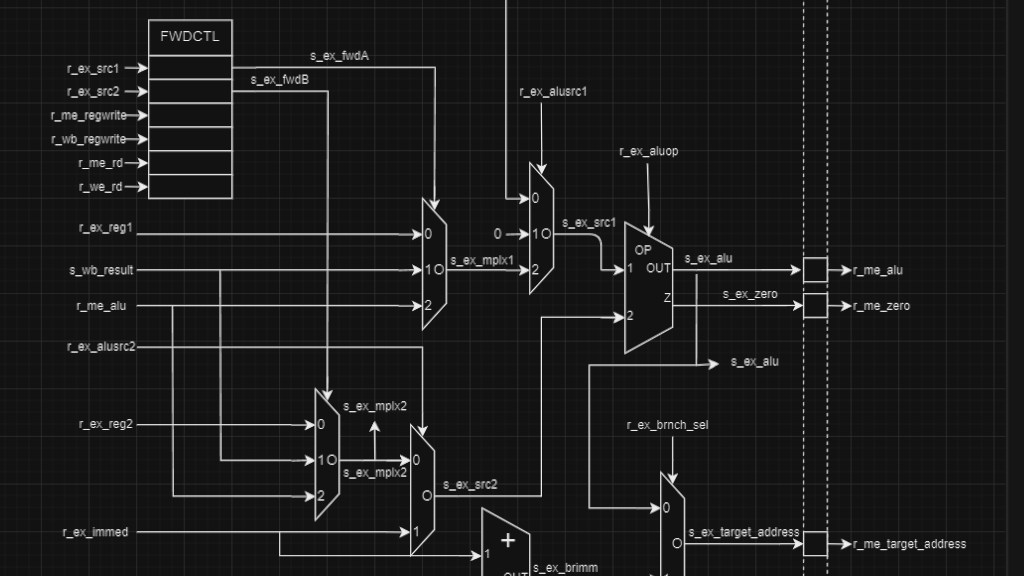 FWDCTL
s_ex_fwdA
r_ex_src1
s_ex_fwdB
r_ex_src2
r_ex_alusrc1
r_me_regwrite
r_wb_regwrite
r_ex_aluop
r_me_rd
r_we_rd
0
s_ex_src1
r_ex_reg1
0
0
1 O
OP
s_ex_mplx1
s_ex_alu
s_wb_result
1 O
2
1
OUT
r_me_alu
s_ex_zero
r_me_alu
2
Z
r_me_zero
2
r_ex_alusrc2
s_ex_alu
s_ex_mplx2
r_ex_reg2
0
r_ex_brnch_sel
1 O
0
s_ex_mplx2
s_ex_src2
2
O
0
r_ex_immed
1
s_ex_target_address
+
O
r_me_target_address
1
s_ex_brimm
OUT